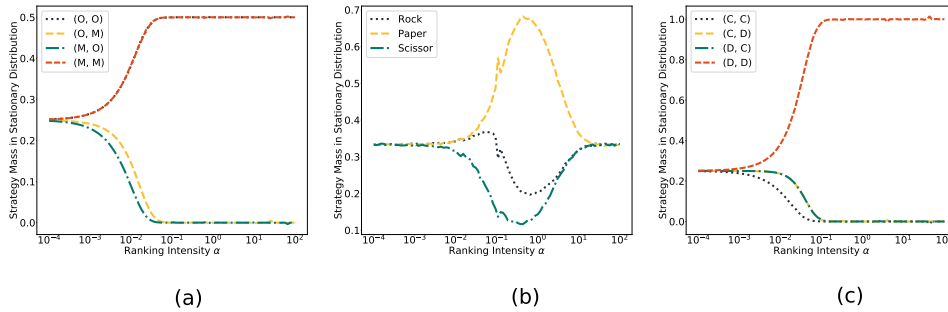 (O, O)
(O, M)
(M, O)
(M, M)
Strategy Mass in Stationary Distribution
0.5
0.4
0.3
0.2
0.1
0.0
10⁻⁴ 10⁻³ 10⁻² 10⁻¹ 10⁰ 10¹ 10²
Ranking Intensity α
(a)
Rock
Paper
Scissor
Strategy Mass in Stationary Distribution
0.7
0.6
0.5
0.4
0.3
0.2
0.1
10⁻⁴ 10⁻³ 10⁻² 10⁻¹ 10⁰ 10¹ 10²
Ranking Intensity α
(b)
(C, C)
(C, D)
(D, C)
(D, D)
Strategy Mass in Stationary Distribution
1.0
0.8
0.6
0.4
0.2
0.0
10⁻⁴ 10⁻³ 10⁻² 10⁻¹ 10⁰ 10¹
Ranking Intensity α
(c)